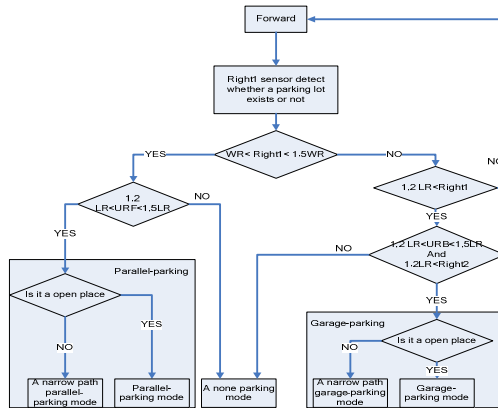 Forward
Right1 sensor detect
whether a parking lot
exists or not
WR< Right1< 1.5WR
YES
NO
NO
1.2
LR<URF<1.5LR
NO
1.2 LR<Right1
YES
YES
1.2 LR<URB<1.5LR
And
1.2LR<Right2
NO
YES
Parallel-parking
Is it a open place
YES
NO
Garage-parking
Is it a open place
NO
YES
A narrow path
parallel-
parking mode
Parallel-
parking mode
A none parking
mode
A narrow path
garage-parking
mode
Garage-
parking mode